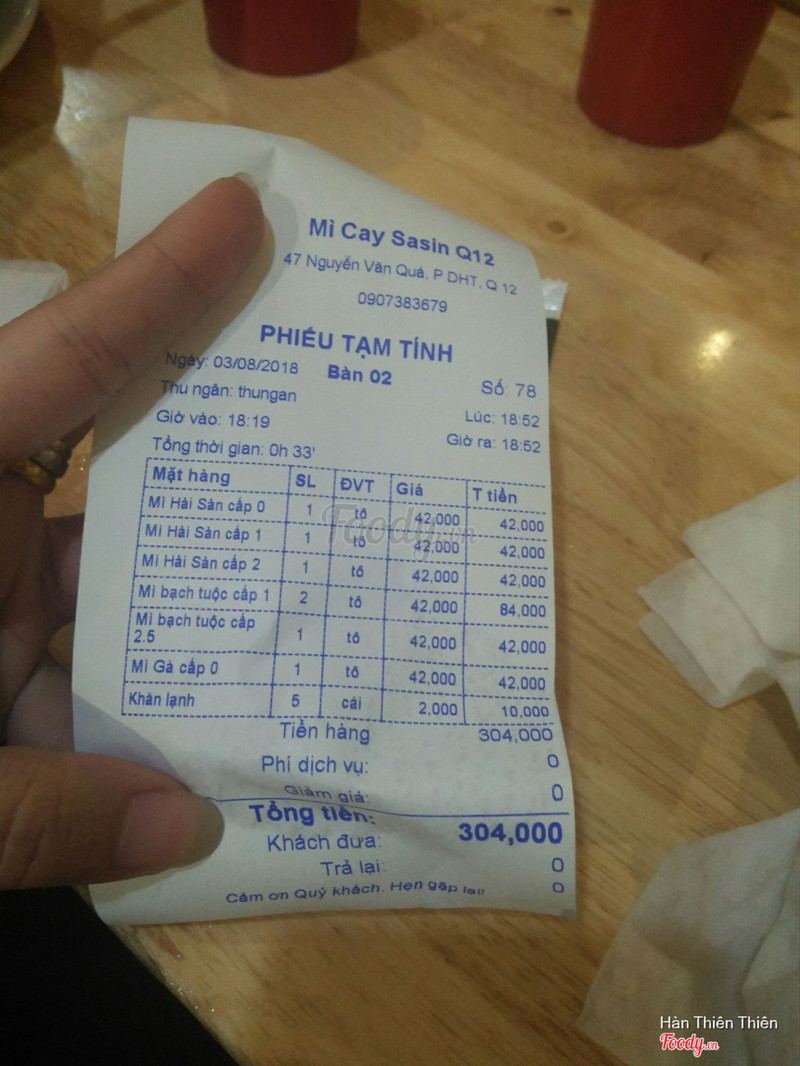 Mì Cay Sasin Q12
47 Nguyễn Văn Quá, P DHT, Q 12
0907383679
PHIẾU TẠM TÍNH
Ngày: 03/08/2018 Bàn 02 Số: 78
Thu ngân: thungan Lúc: 18:52
Giờ vào: 18:19 Giờ ra: 18:52
Tổng thời gian: 0h 33'
Mặt hàng SL ĐVT Giá T tiền
Mì Hải Sản cấp 0 1 tô 42,000 42,000
Mì Hải Sản cấp 1 1 tô 42,000 42,000
Mì Hải Sản cấp 2 1 tô 42,000 42,000
Mì bạch tuộc cấp 1 2 tô 42,000 84,000
Mì bạch tuộc cấp 2.5 1 tô 42,000 42,000
Mì Gà cấp 0 1 tô 42,000 42,000
Khăn lạnh 5 cái 2,000 10,000
Tiền hàng 304,000
Phí dịch vụ: 0
Giảm giá: 0
Tổng tiền: 304,000
Khách đưa: 0
Trả lại: 0
Cảm ơn Quý khách. Hẹn gặp lại!
Foody.vn
Hàn Thiên Thiên
Foody.vn